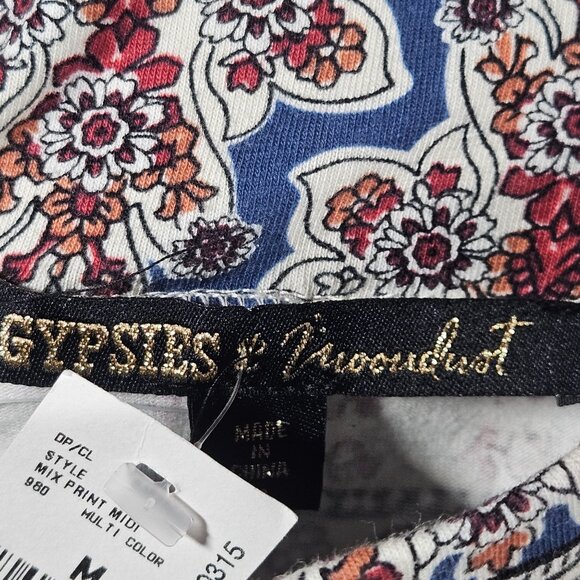 GYPSIES & Moondust
MADE
IN
CHINA
DP/CL
STYLE
MIX PRINT MIDI
980 MULTI COLOR
M
0315